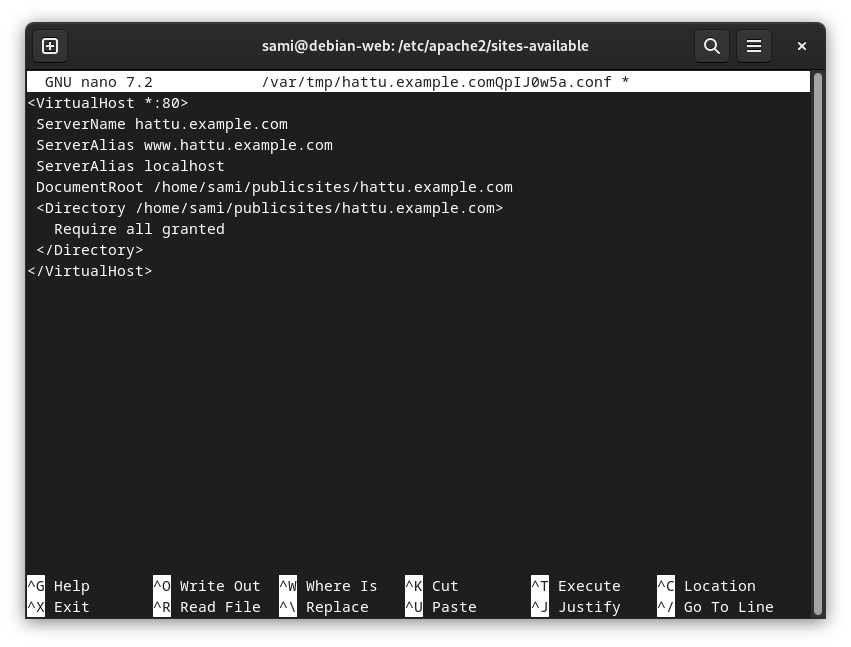 sami@debian-web: /etc/apache2/sites-available
GNU nano 7.2 /var/tmp/hattu.example.comQpIJ0w5a.conf *
<VirtualHost *:80>
 ServerName hattu.example.com
 ServerAlias www.hattu.example.com
 ServerAlias localhost
 DocumentRoot /home/sami/publicsites/hattu.example.com
 <Directory /home/sami/publicsites/hattu.example.com>
   Require all granted
 </Directory>
</VirtualHost>
^G Help ^O Write Out ^W Where Is ^K Cut ^T Execute ^C Location
^X Exit ^R Read File ^\ Replace ^U Paste ^J Justify ^/ Go To Line